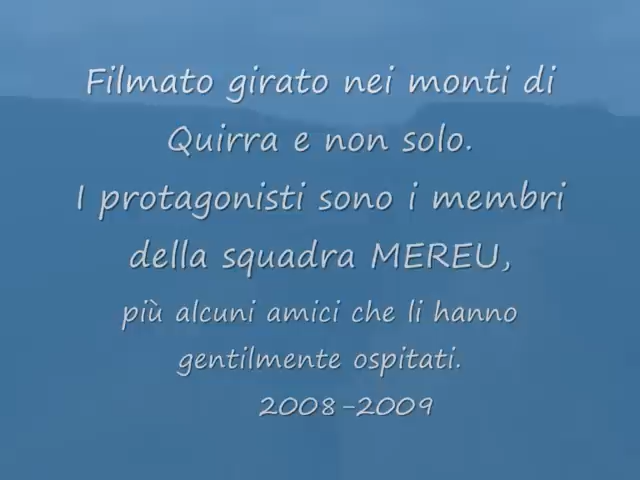 Filmato girato nei monti di
Quirra e non solo.
I protagonisti sono i membri
della squadra MEREU,
più alcuni amici che li hanno
gentilmente ospitati.
2008-2009